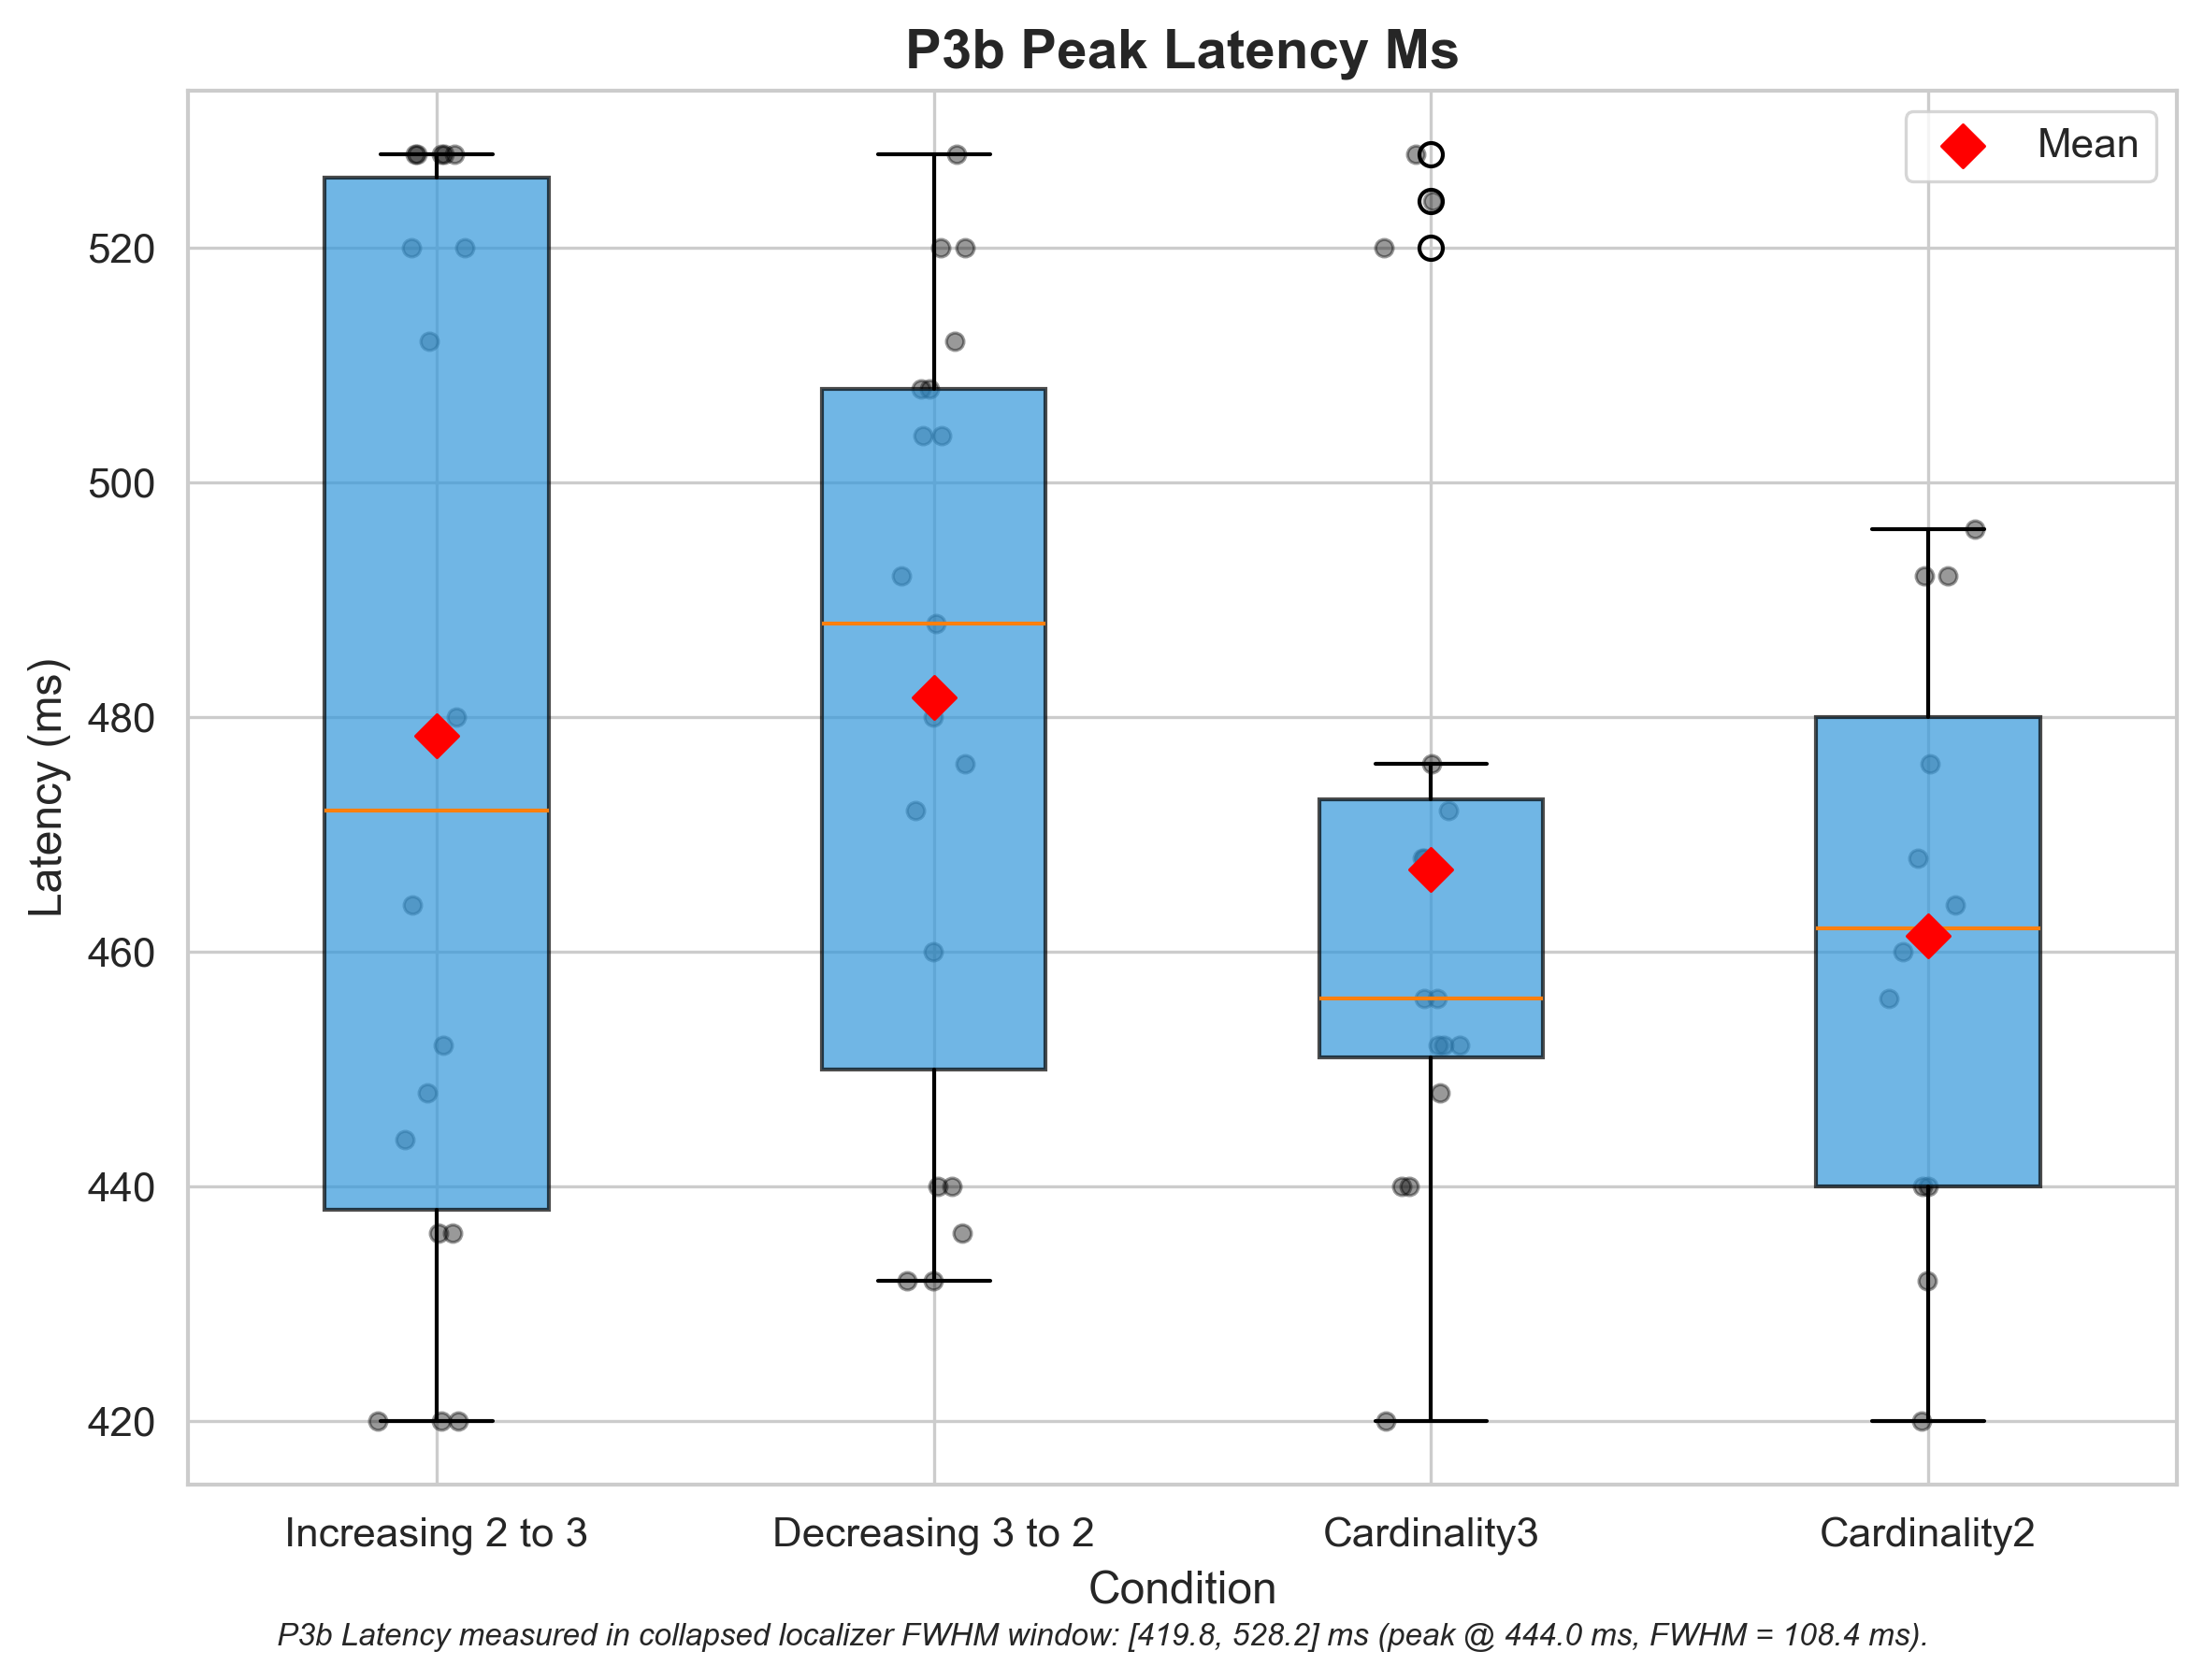 P3b Peak Latency Ms
Mean
Latency (ms)
520
500
480
460
440
420
Increasing 2 to 3
Decreasing 3 to 2
Cardinality3
Cardinality2
Condition
P3b Latency measured in collapsed localizer FWHM window: [419.8, 528.2] ms (peak @ 444.0 ms, FWHM = 108.4 ms).